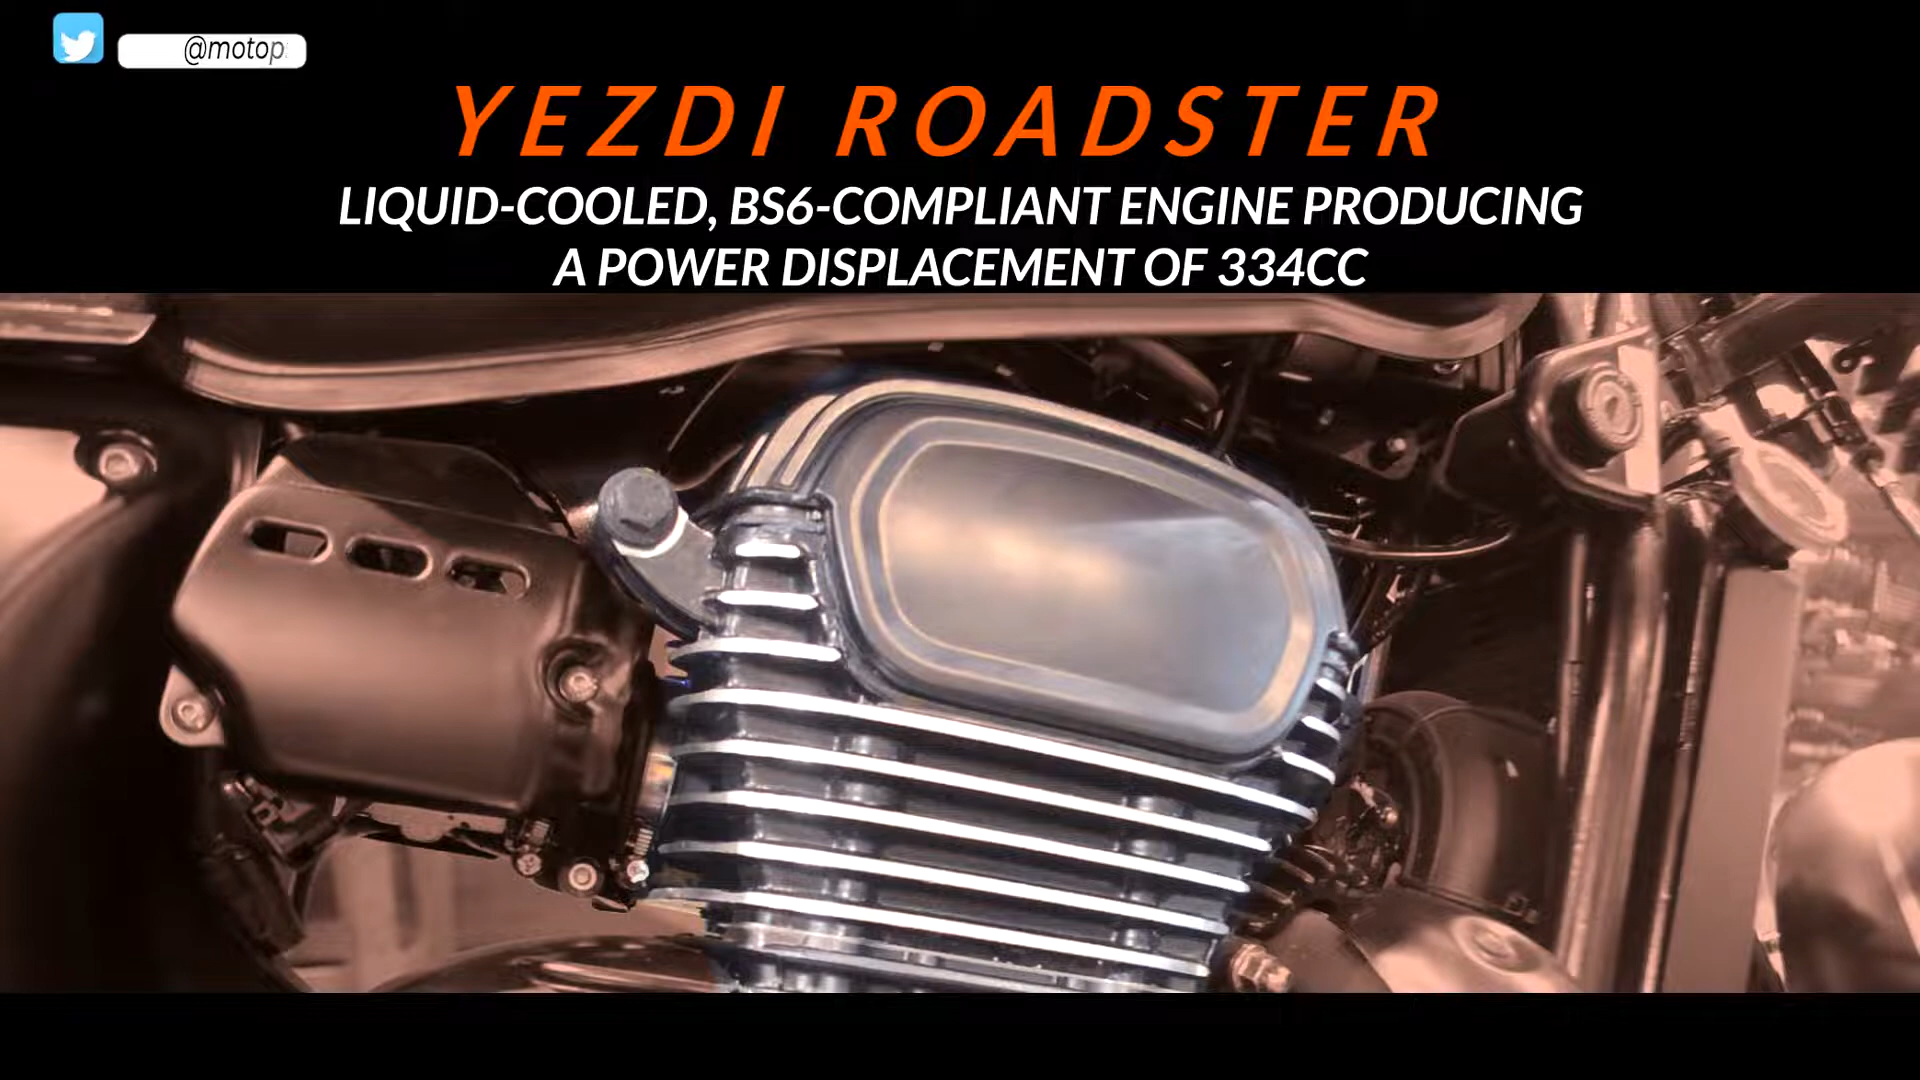 @motop
YEZDI ROADSTER
LIQUID-COOLED, BS6-COMPLIANT ENGINE PRODUCING
A POWER DISPLACEMENT OF 334CC